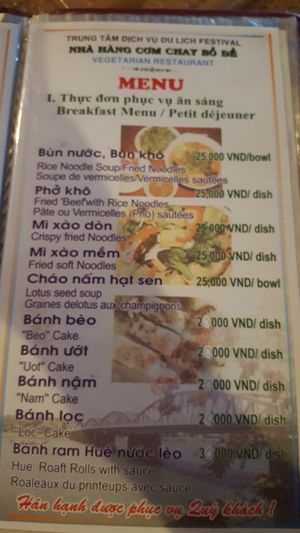 TRUNG TÂM DỊCH VỤ DU LỊCH FESTIVAL
NHÀ HÀNG CƠM CHAY BỒ ĐỀ
VEGETARIAN RESTAURANT
MENU
I. Thực đơn phục vụ ăn sáng
Breakfast Menu / Petit déjeuner
Bún nước, Bún khô 25,000 VND/bowl
Rice Noodle Soup/Fried Noodles
Soupe de vermicelles/Vermicelles sautées
Phở khô 25,000 VND/ dish
Fried 'Beef'with Rice Noodles
Pâte ou Vermicelles (Pho) sautées
Mì xào dòn 25,000 VND/ dish
Crispy fried Noodles
Mì xào mềm 25,000 VND/ dish
Fried soft Noodles
Cháo nấm hạt sen 25,000 VND/ bowl
Lotus seed soup
Graines delotus aux champignons
Bánh bèo 000 VND/ dish
"Beo" Cake
Bánh ướt 000 VND/ dish
"Uot" Cake
Bánh nậm 000 VND/ dish
"Nam" Cake
Bánh lọc 000 VND/ dish
"Loc" Cake
Bánh ram Huế nước lèo 000 VND/ dish
Hue Roaft Rolls with sauce
Roaleaux du printeups avec sauce
Hân hạnh được phục vụ Quý khách !